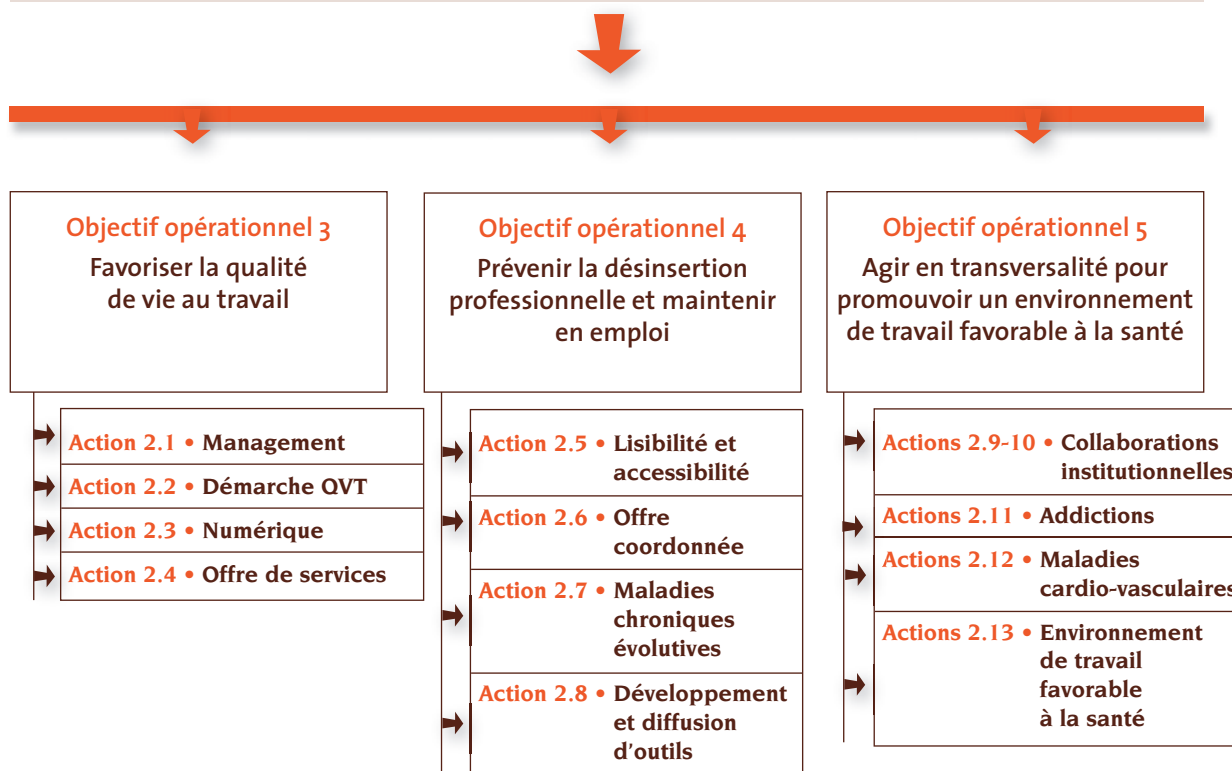 Objectif opérationnel 3
Favoriser la qualité
de vie au travail
Action 2.1 • Management
Action 2.2 • Démarche QVT
Action 2.3 • Numérique
Action 2.4 • Offre de services
Objectif opérationnel 4
Prévenir la désinsertion
professionnelle et maintenir
en emploi
Action 2.5 • Lisibilité et
accessibilité
Action 2.6 • Offre
coordonnée
Action 2.7 • Maladies
chroniques
évolutives
Action 2.8 • Développement
et diffusion
d'outils
Objectif opérationnel 5
Agir en transversalité pour
promouvoir un environnement
de travail favorable à la santé
Actions 2.9-10 • Collaborations
institutionnelles
Actions 2.11 • Addictions
Actions 2.12 • Maladies
cardio-vasculaires
Actions 2.13 • Environnement
de travail
favorable
à la santé